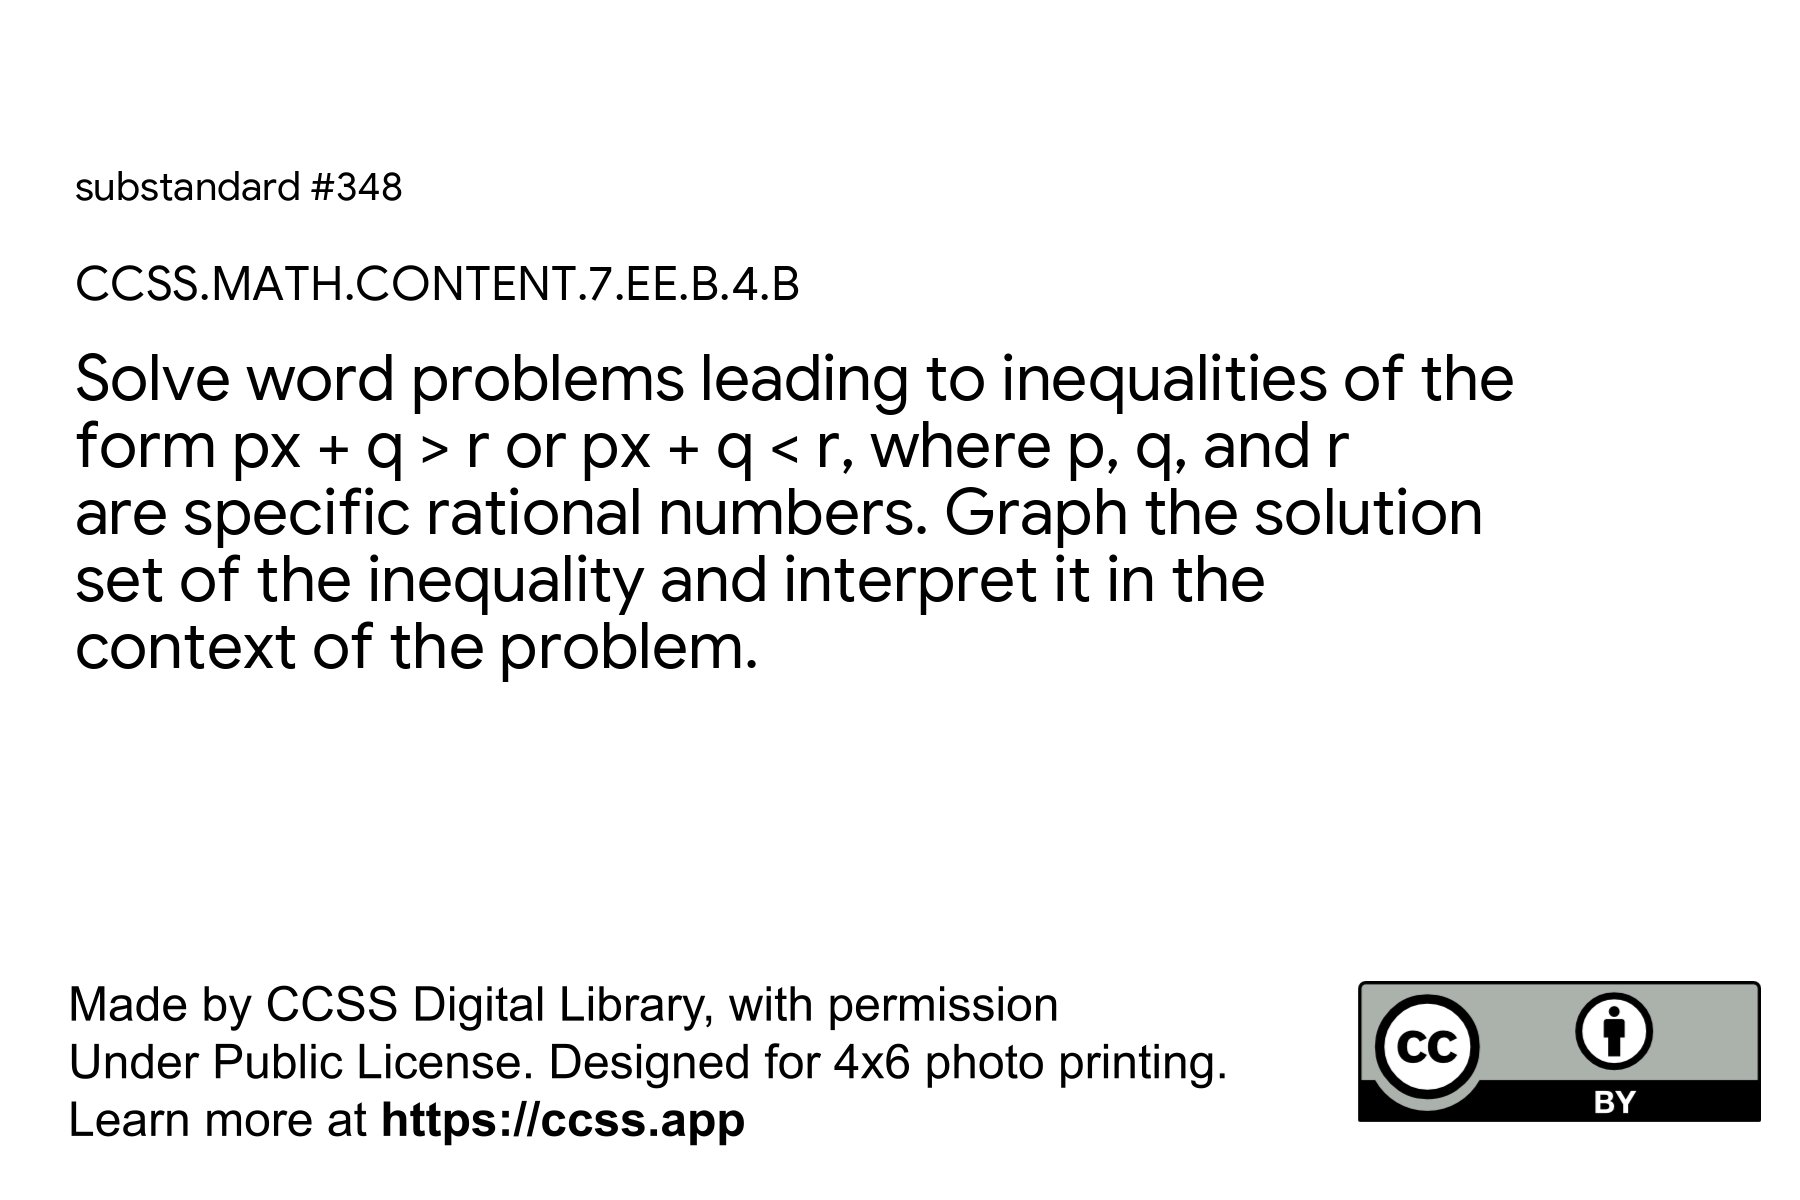 substandard #348
CCSS.MATH.CONTENT.7.EE.B.4.B
Solve word problems leading to inequalities of the
form px + q > r or px + q < r, where p, q, and r
are specific rational numbers. Graph the solution
set of the inequality and interpret it in the
context of the problem.
Made by CCSS Digital Library, with permission
Under Public License. Designed for 4x6 photo printing.
Learn more at https://ccss.app
cc
BY